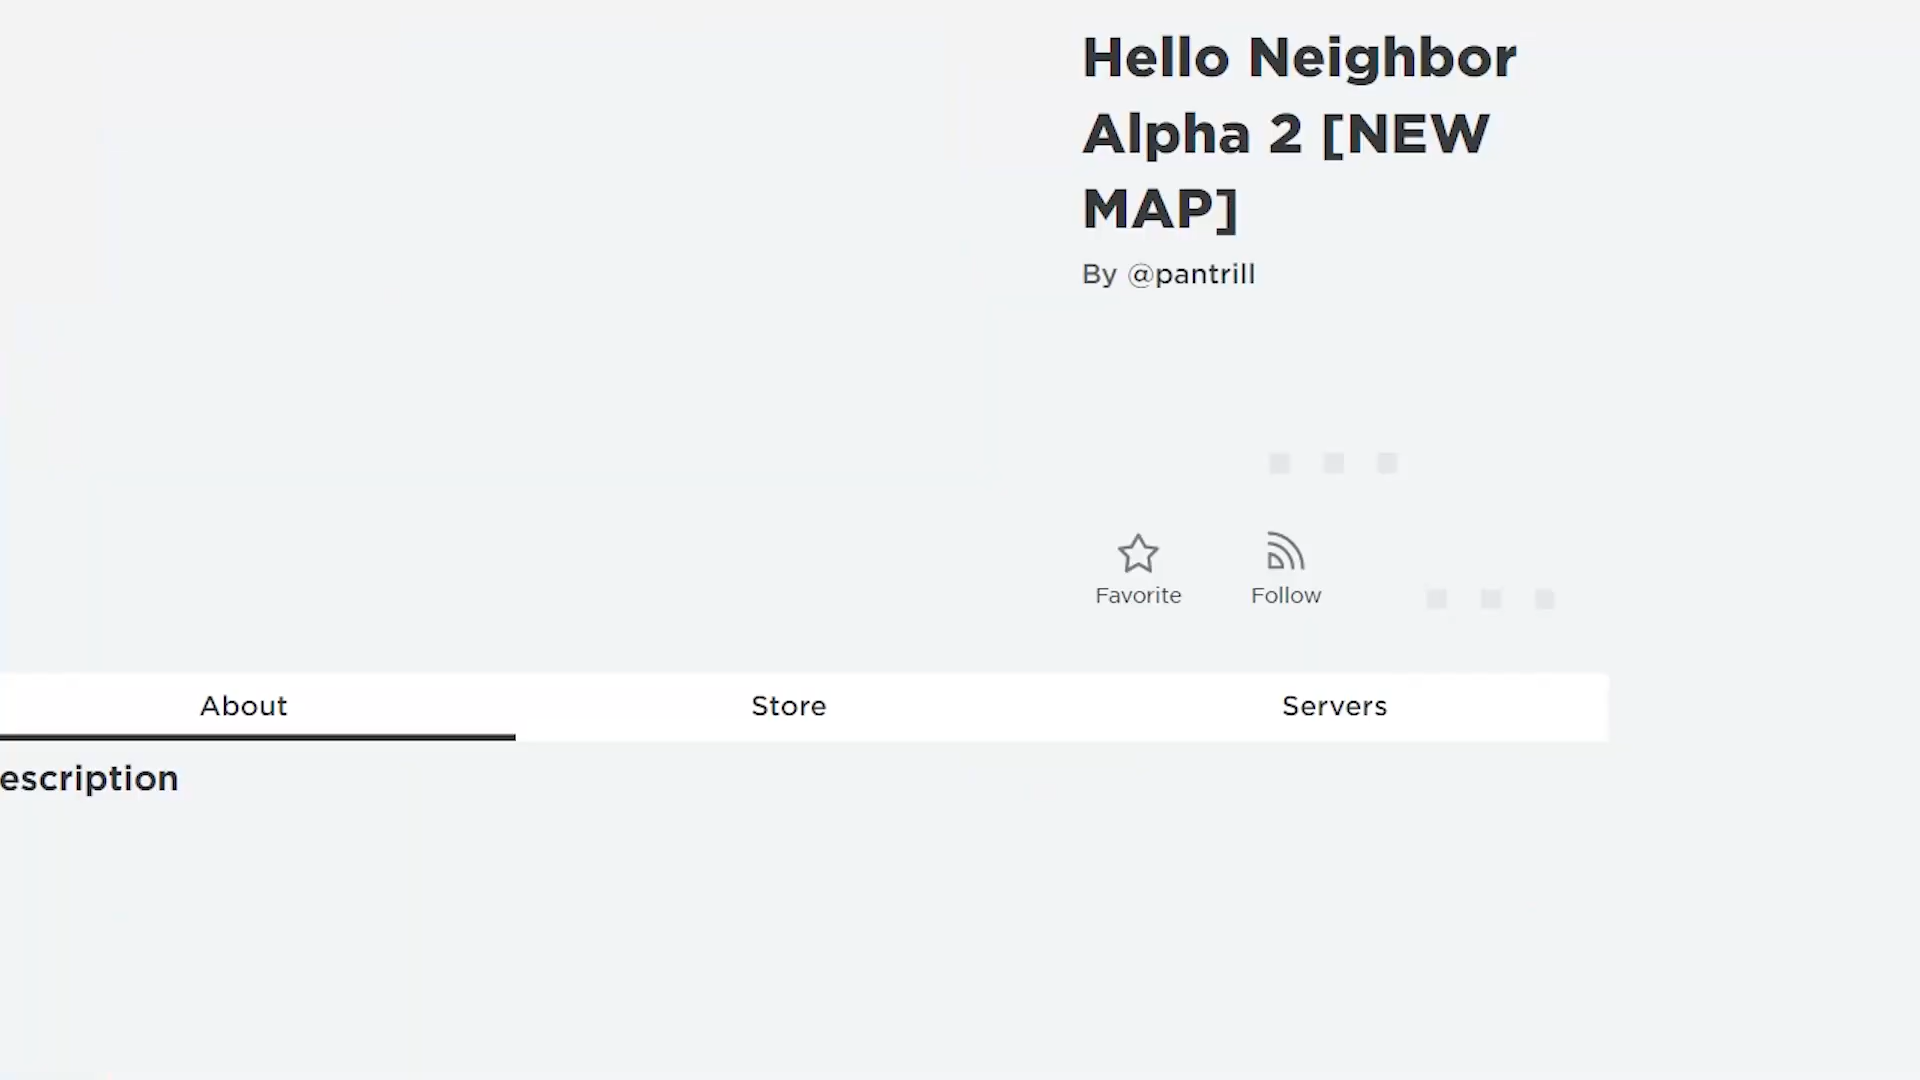 Hello Neighbor
Alpha 2 [NEW
MAP]
By @pantrill
Favorite
Follow
About
Store
Servers
escription